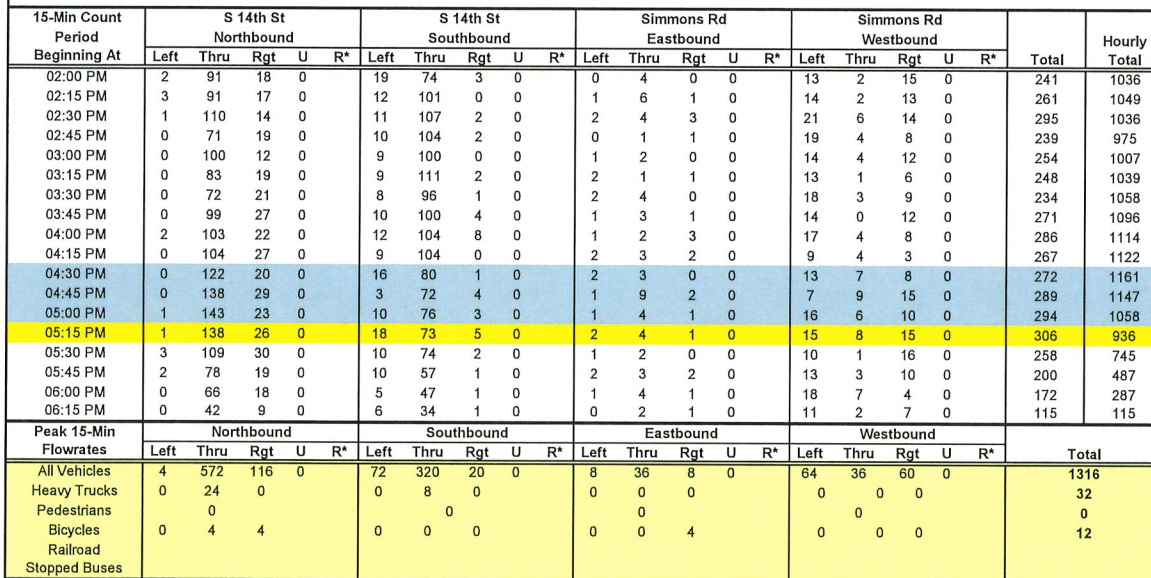 15-Min Count S 14th St S 14th St Simmons Rd Simmons Rd
Period Northbound Southbound Eastbound Westbound Hourly
Beginning At Left Thru Rgt U R* Left Thru Rgt U R* Left Thru Rgt U R* Left Thru Rgt U R* Total Total
02:00 PM 2 91 18 0 19 74 3 0 0 4 0 0 13 2 15 0 241 1036
02:15 PM 3 91 17 0 12 101 0 0 1 6 1 0 14 2 13 0 261 1049
02:30 PM 1 110 14 0 11 107 2 0 2 4 3 0 21 6 14 0 295 1036
02:45 PM 0 71 19 0 10 104 2 0 0 1 1 0 19 4 8 0 239 975
03:00 PM 0 100 12 0 9 100 0 0 1 2 0 0 14 4 12 0 254 1007
03:15 PM 0 83 19 0 9 111 2 0 2 1 1 0 13 1 6 0 248 1039
03:30 PM 0 72 21 0 8 96 1 0 2 4 0 0 18 3 9 0 234 1058
03:45 PM 0 99 27 0 10 100 4 0 1 3 1 0 14 0 12 0 271 1096
04:00 PM 2 103 22 0 12 104 8 0 1 2 3 0 17 4 8 0 286 1114
04:15 PM 0 104 27 0 9 104 0 0 2 3 2 0 9 4 3 0 267 1122
04:30 PM 0 122 20 0 16 80 1 0 2 3 0 0 13 7 8 0 272 1161
04:45 PM 0 138 29 0 3 72 4 0 1 9 2 0 7 9 15 0 289 1147
05:00 PM 1 143 23 0 10 76 3 0 1 4 1 0 16 6 10 0 294 1058
05:15 PM 1 138 26 0 18 73 5 0 2 4 1 0 15 8 15 0 306 936
05:30 PM 3 109 30 0 10 74 2 0 1 2 0 0 10 1 16 0 258 745
05:45 PM 2 78 19 0 10 57 1 0 2 3 2 0 13 3 10 0 200 487
06:00 PM 0 66 18 0 5 47 1 0 1 4 1 0 18 7 4 0 172 287
06:15 PM 0 42 9 0 6 34 1 0 0 2 1 0 11 2 7 0 115 115
Peak 15-Min Northbound Southbound Eastbound Westbound
Flowrates Left Thru Rgt U R* Left Thru Rgt U R* Left Thru Rgt U R* Left Thru Rgt U R* Total
All Vehicles 4 572 116 0 72 320 20 0 8 36 8 0 64 36 60 0 1316
Heavy Trucks 0 24 0 0 8 0 0 0 0 0 0 0 32
Pedestrians 0 0 0 0 0
Bicycles 0 4 4 0 0 0 0 0 4 0 0 0 12
Railroad
Stopped Buses